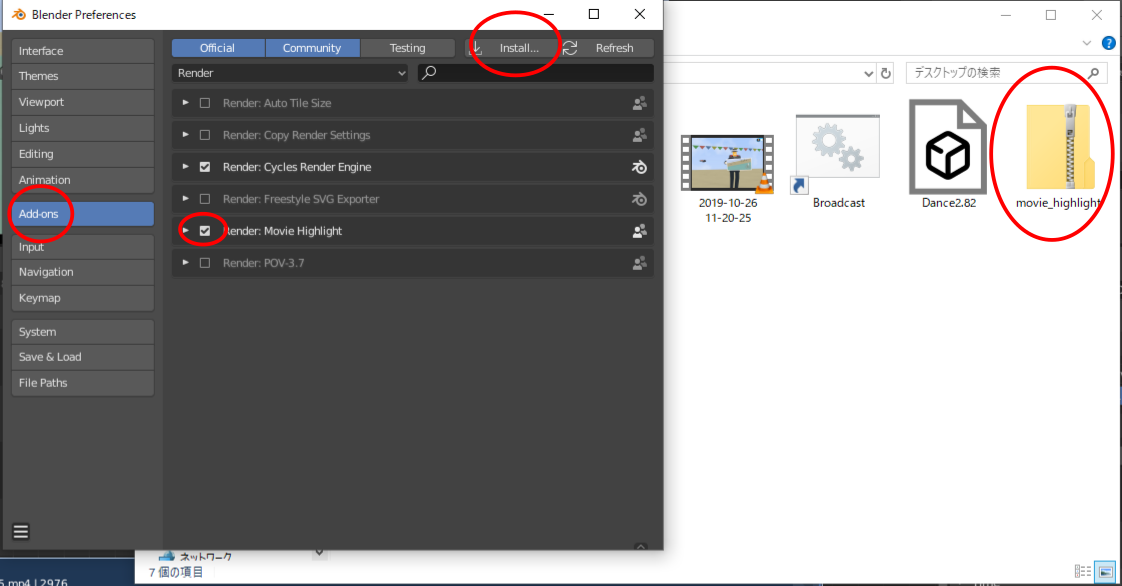 Blender Preferences
Interface
Themes
Viewport
Lights
Editing
Animation
Add-ons
Input
Navigation
Keymap
System
Save & Load
File Paths
Official Community Testing Install... Refresh
Render
Render: Auto Tile Size
Render: Copy Render Settings
Render: Cycles Render Engine
Render: Freestyle SVG Exporter
Render: Movie Highlight
Render: POV-3.7
デスクトップの検索
2019-10-26
11-20-25
Broadcast
Dance2.82
movie_highlight
ネットワーク
7 個の項目
5.mp4 | 2976